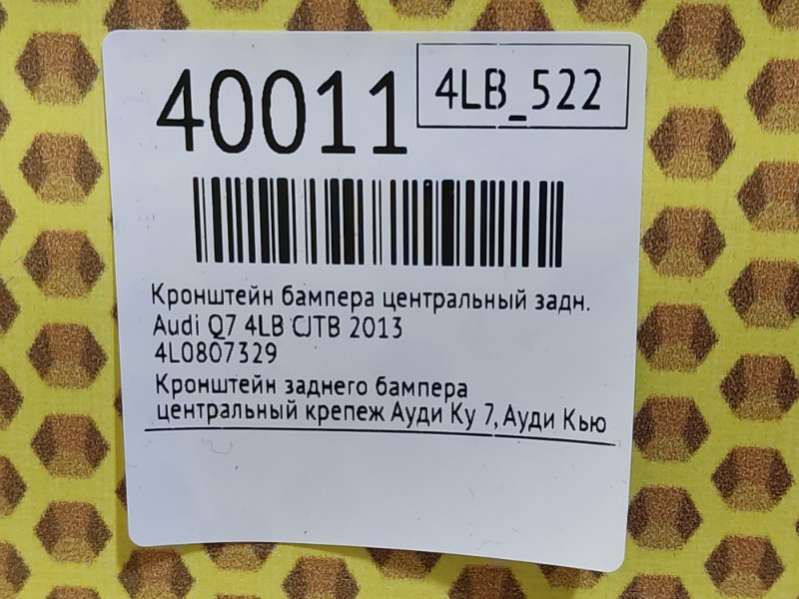 40011
4LB_522
Кронштейн бампера центральный задн.
Audi Q7 4LB CJTB 2013
4L0807329
Кронштейн заднего бампера
центральный крепеж Ауди Ку 7, Ауди Кью